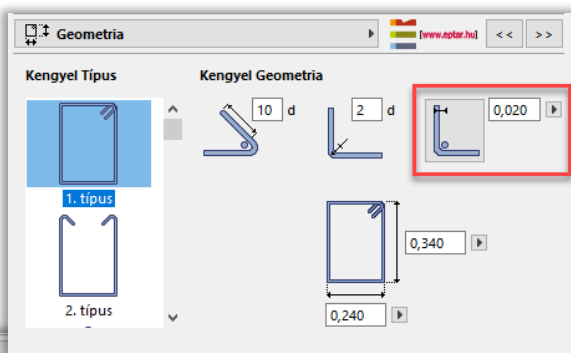 Geometria
[www.eptar.hu]
<<
>>
Kengyel Típus
Kengyel Geometria
10 d
2 d
0,020
1. típus
0,340
2. típus
0,240